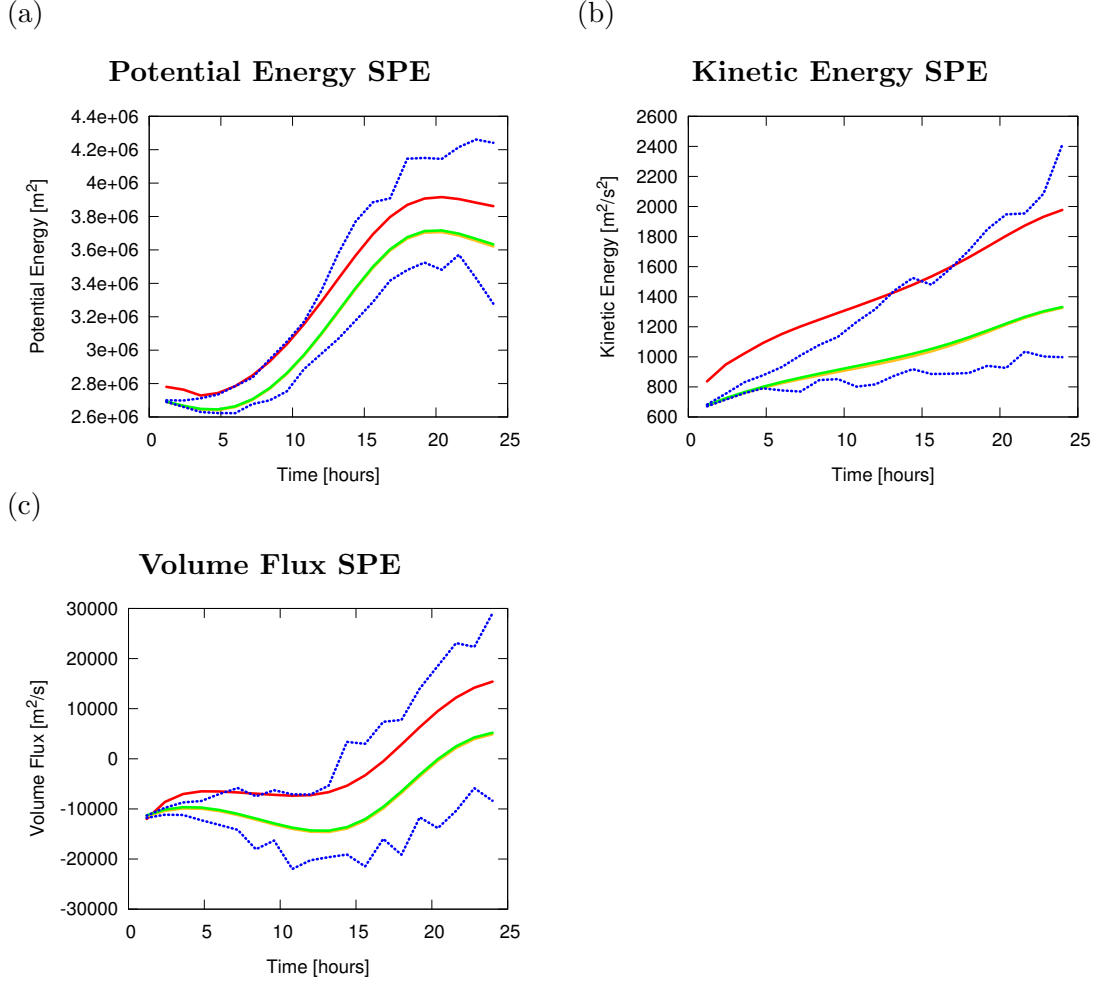 (a)
Potential Energy SPE
4.4e+06
4.2e+06
4e+06
3.8e+06
3.6e+06
3.4e+06
3.2e+06
3e+06
2.8e+06
2.6e+06
Potential Energy [m²]
0 5 10 15 20 25
Time [hours]
(b)
Kinetic Energy SPE
2600
2400
2200
2000
1800
1600
1400
1200
1000
800
600
Kinetic Energy [m²/s²]
0 5 10 15 20 25
Time [hours]
(c)
Volume Flux SPE
30000
20000
10000
0
-10000
-20000
-30000
Volume Flux [m²/s]
0 5 10 15 20 25
Time [hours]